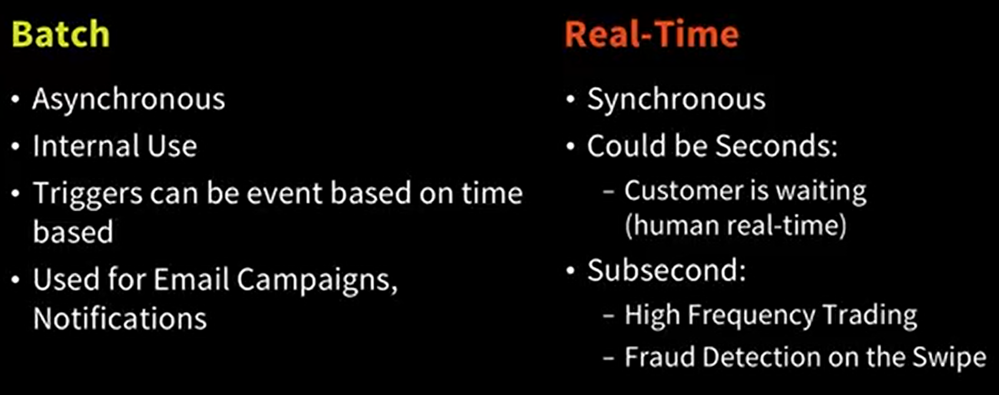 Batch
• Asynchronous
• Internal Use
• Triggers can be event based on time
based
• Used for Email Campaigns,
Notifications
Real-Time
• Synchronous
• Could be Seconds:
– Customer is waiting
(human real-time)
• Subsecond:
– High Frequency Trading
– Fraud Detection on the Swipe